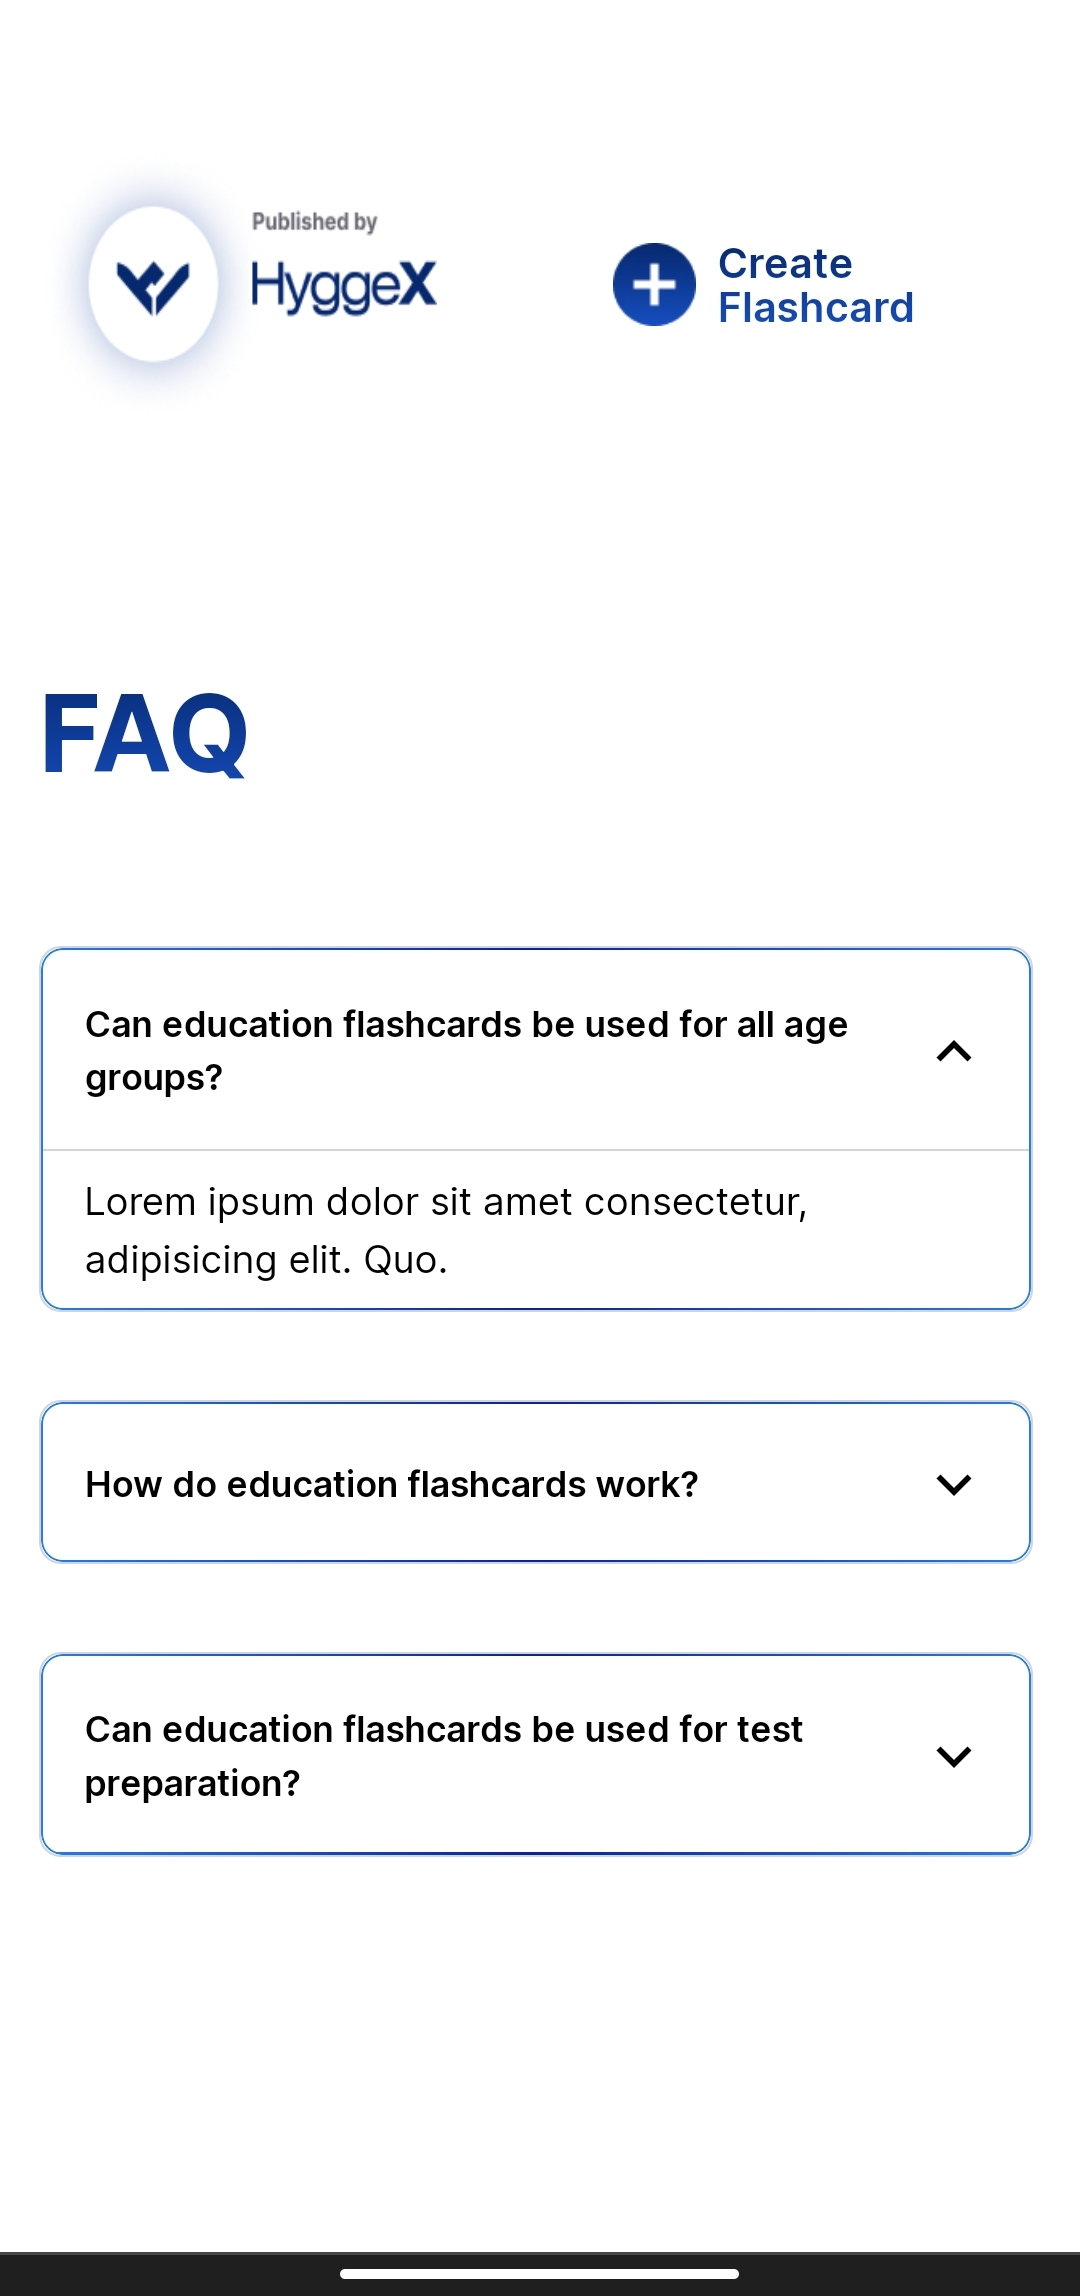 Published by
HyggeX
Create
Flashcard
FAQ
Can education flashcards be used for all age
groups?
Lorem ipsum dolor sit amet consectetur,
adipisicing elit. Quo.
How do education flashcards work?
Can education flashcards be used for test
preparation?